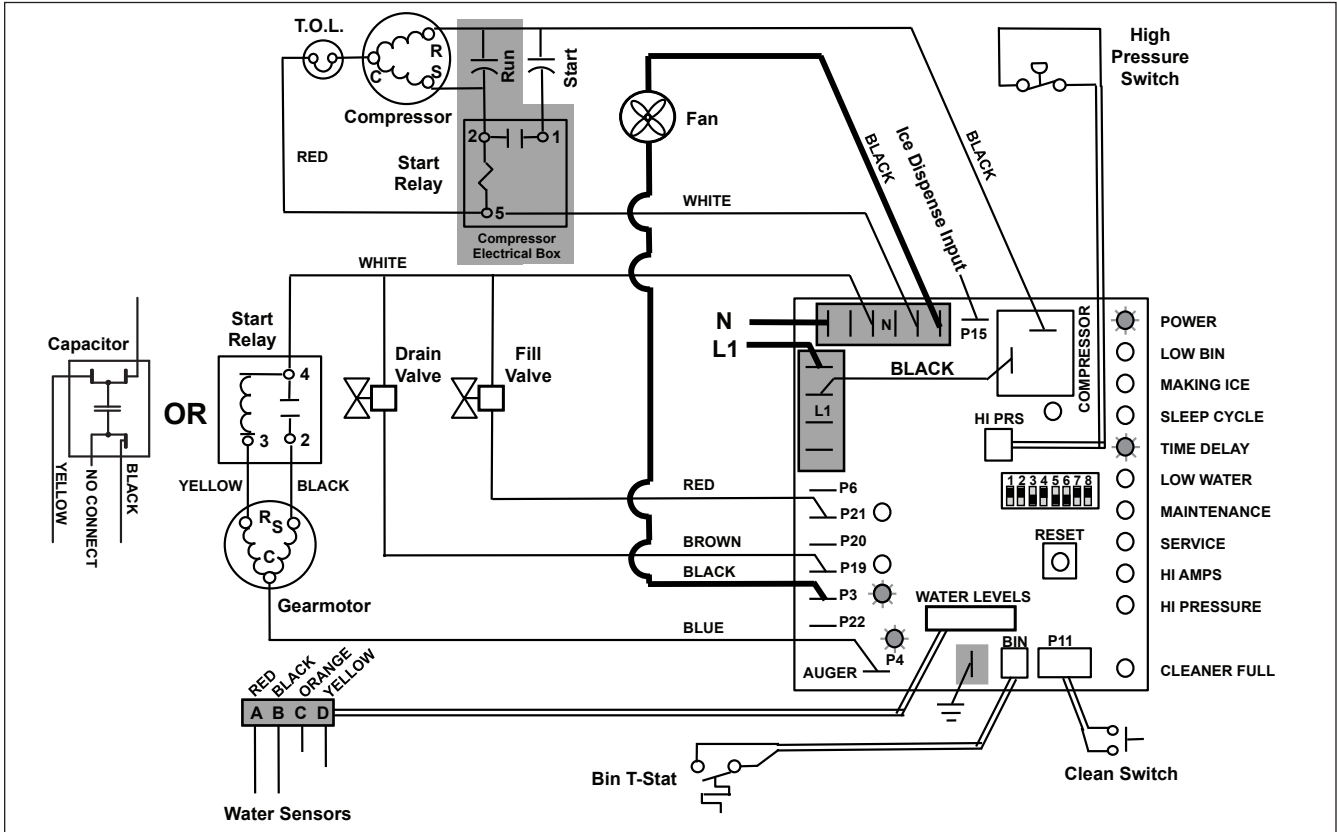 T.O.L.
R
C
S
Compressor
Run
Start
2
1
Start
Relay
5
Compressor
Electrical Box
RED
WHITE
WHITE
Fan
BLACK
Ice Dispense Input
BLACK
High
Pressure
Switch
Capacitor
YELLOW
NO CONNECT
BLACK
OR
Start
Relay
4
3
2
YELLOW
BLACK
R
S
C
Gearmotor
Drain
Valve
Fill
Valve
RED
BROWN
BLACK
BLUE
N
L1
N
P15
BLACK
L1
COMPRESSOR
HI PRS
1 2 3 4 5 6 7 8
RESET
P6
P21
P20
P19
P3
P22
P4
AUGER
WATER LEVELS
BIN
P11
POWER
LOW BIN
MAKING ICE
SLEEP CYCLE
TIME DELAY
LOW WATER
MAINTENANCE
SERVICE
HI AMPS
HI PRESSURE
CLEANER FULL
RED
BLACK
ORANGE
YELLOW
A B C D
Water Sensors
Bin T-Stat
Clean Switch